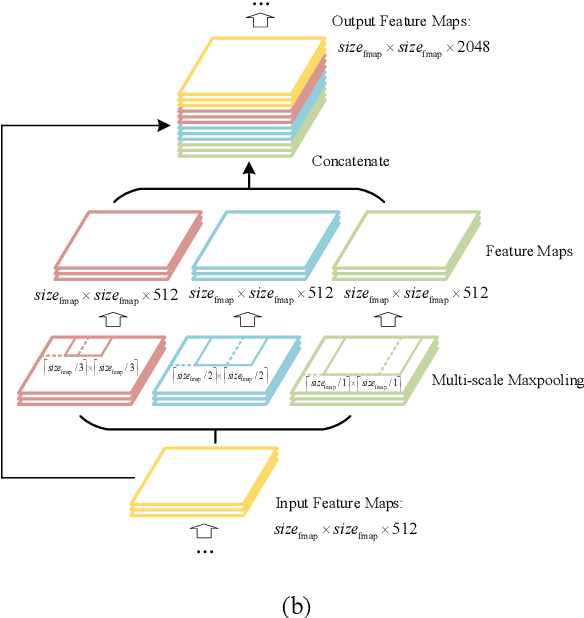 ...
Output Feature Maps:
size_fmap × size_fmap × 2048
Concatenate
Feature Maps
size_fmap × size_fmap × 512
size_fmap × size_fmap × 512
size_fmap × size_fmap × 512
⌈size_fmap /3⌉×⌈size_fmap /3⌉
⌈size_fmap /2⌉×⌈size_fmap /2⌉
⌈size_fmap /1⌉×⌈size_fmap /1⌉
Multi-scale Maxpooling
Input Feature Maps:
size_fmap × size_fmap × 512
...
(b)